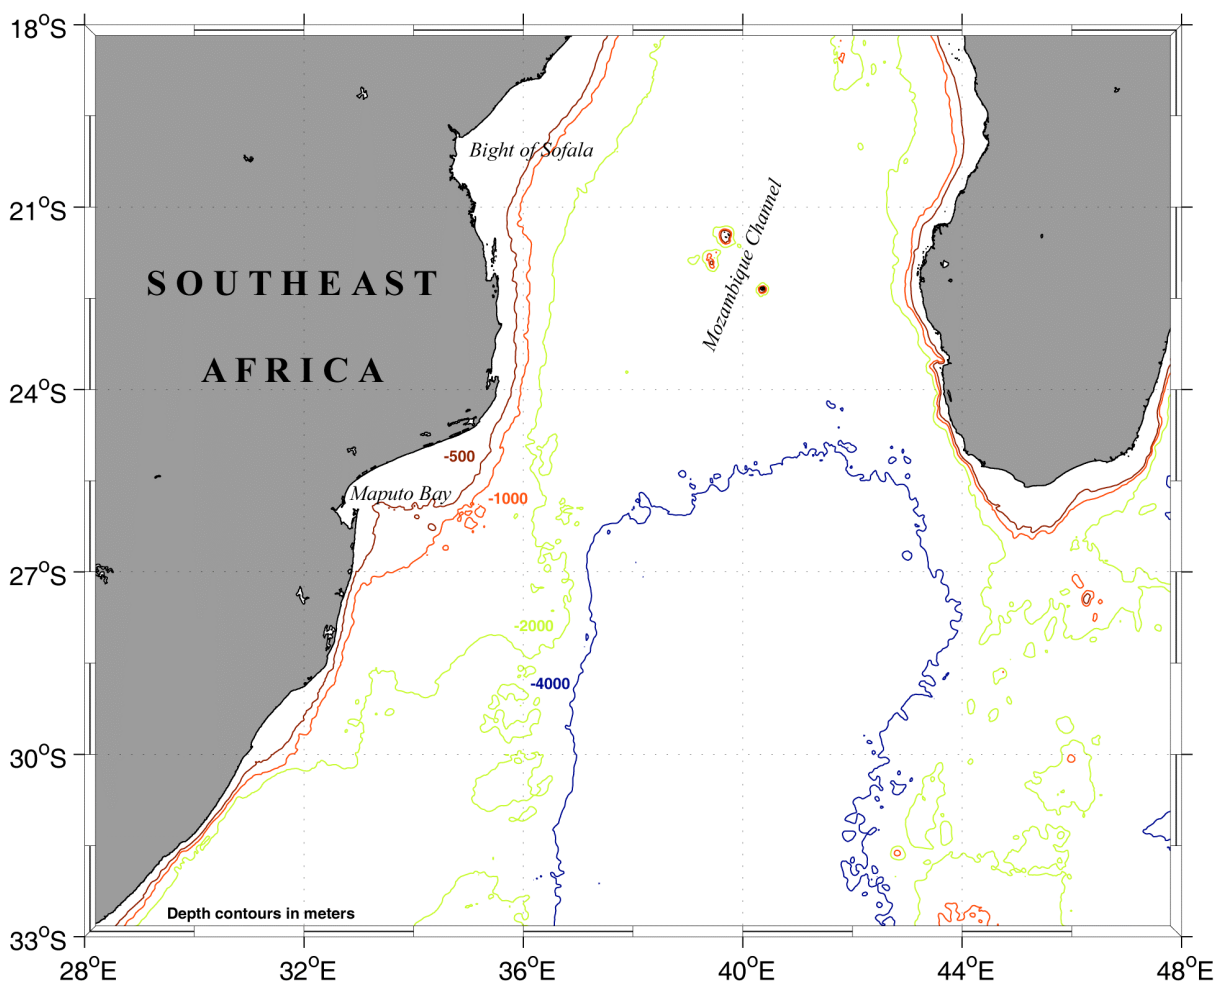 18°S
Bight of Sofala
21°S
Mozambique Channel
SOUTHEAST
AFRICA
24°S
-500
Maputo Bay
-1000
27°S
-2000
-4000
30°S
Depth contours in meters
33°S
28°E
32°E
36°E
40°E
44°E
48°E